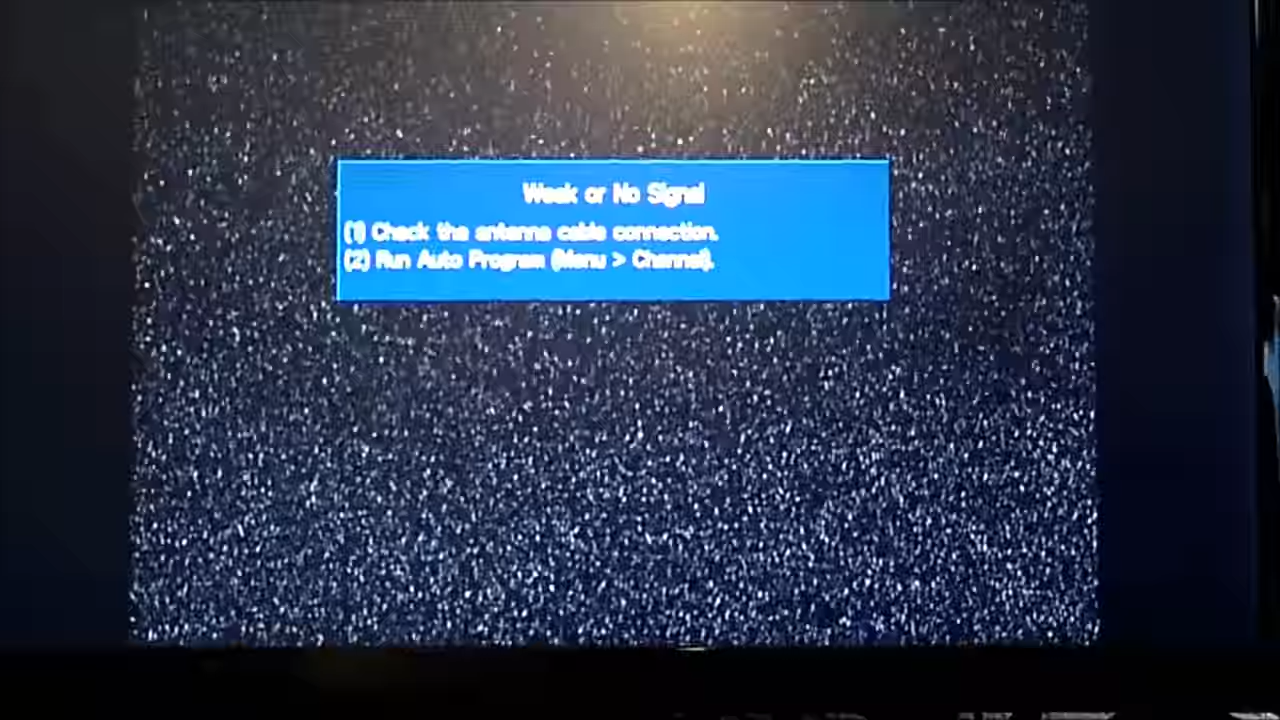 Weak or No Signal
(1) Check the antenna cable connection.
(2) Run Auto Program (Menu > Channel).